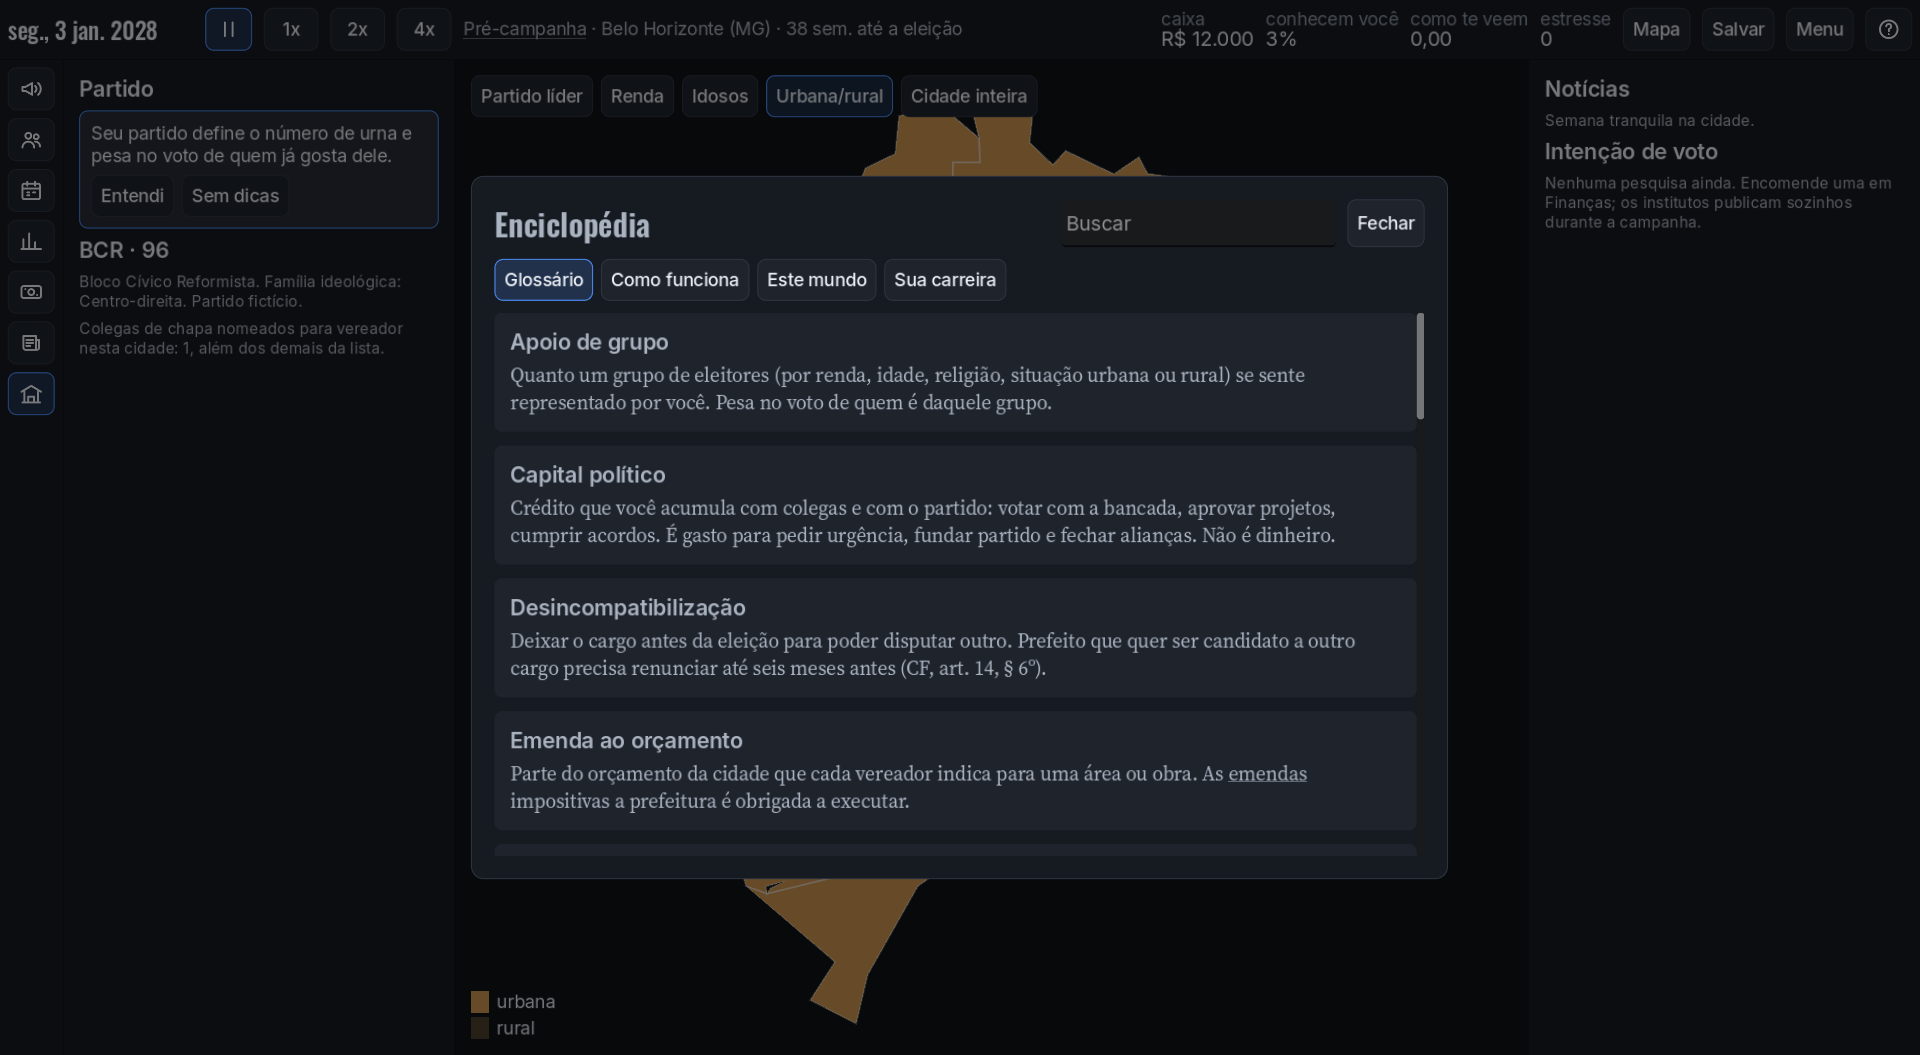 seg., 3 jan. 2028
1x
2x
4x
Pré-campanha · Belo Horizonte (MG) · 38 sem. até a eleição
caixa
R$ 12.000
conhecem você
3%
como te veem
0,00
estresse
0
Mapa
Salvar
Menu
Partido
Seu partido define o número de urna e
pesa no voto de quem já gosta dele.
Entendi
Sem dicas
BCR · 96
Bloco Cívico Reformista. Família ideológica:
Centro-direita. Partido fictício.
Colegas de chapa nomeados para vereador
nesta cidade: 1, além dos demais da lista.
Partido líder
Renda
Idosos
Urbana/rural
Cidade inteira
Enciclopédia
Buscar
Fechar
Glossário
Como funciona
Este mundo
Sua carreira
Apoio de grupo
Quanto um grupo de eleitores (por renda, idade, religião, situação urbana ou rural) se sente
representado por você. Pesa no voto de quem é daquele grupo.
Capital político
Crédito que você acumula com colegas e com o partido: votar com a bancada, aprovar projetos,
cumprir acordos. É gasto para pedir urgência, fundar partido e fechar alianças. Não é dinheiro.
Desincompatibilização
Deixar o cargo antes da eleição para poder disputar outro. Prefeito que quer ser candidato a outro
cargo precisa renunciar até seis meses antes (CF, art. 14, § 6º).
Emenda ao orçamento
Parte do orçamento da cidade que cada vereador indica para uma área ou obra. As emendas
impositivas a prefeitura é obrigada a executar.
urbana
rural
Notícias
Semana tranquila na cidade.
Intenção de voto
Nenhuma pesquisa ainda. Encomende uma em
Finanças; os institutos publicam sozinhos
durante a campanha.